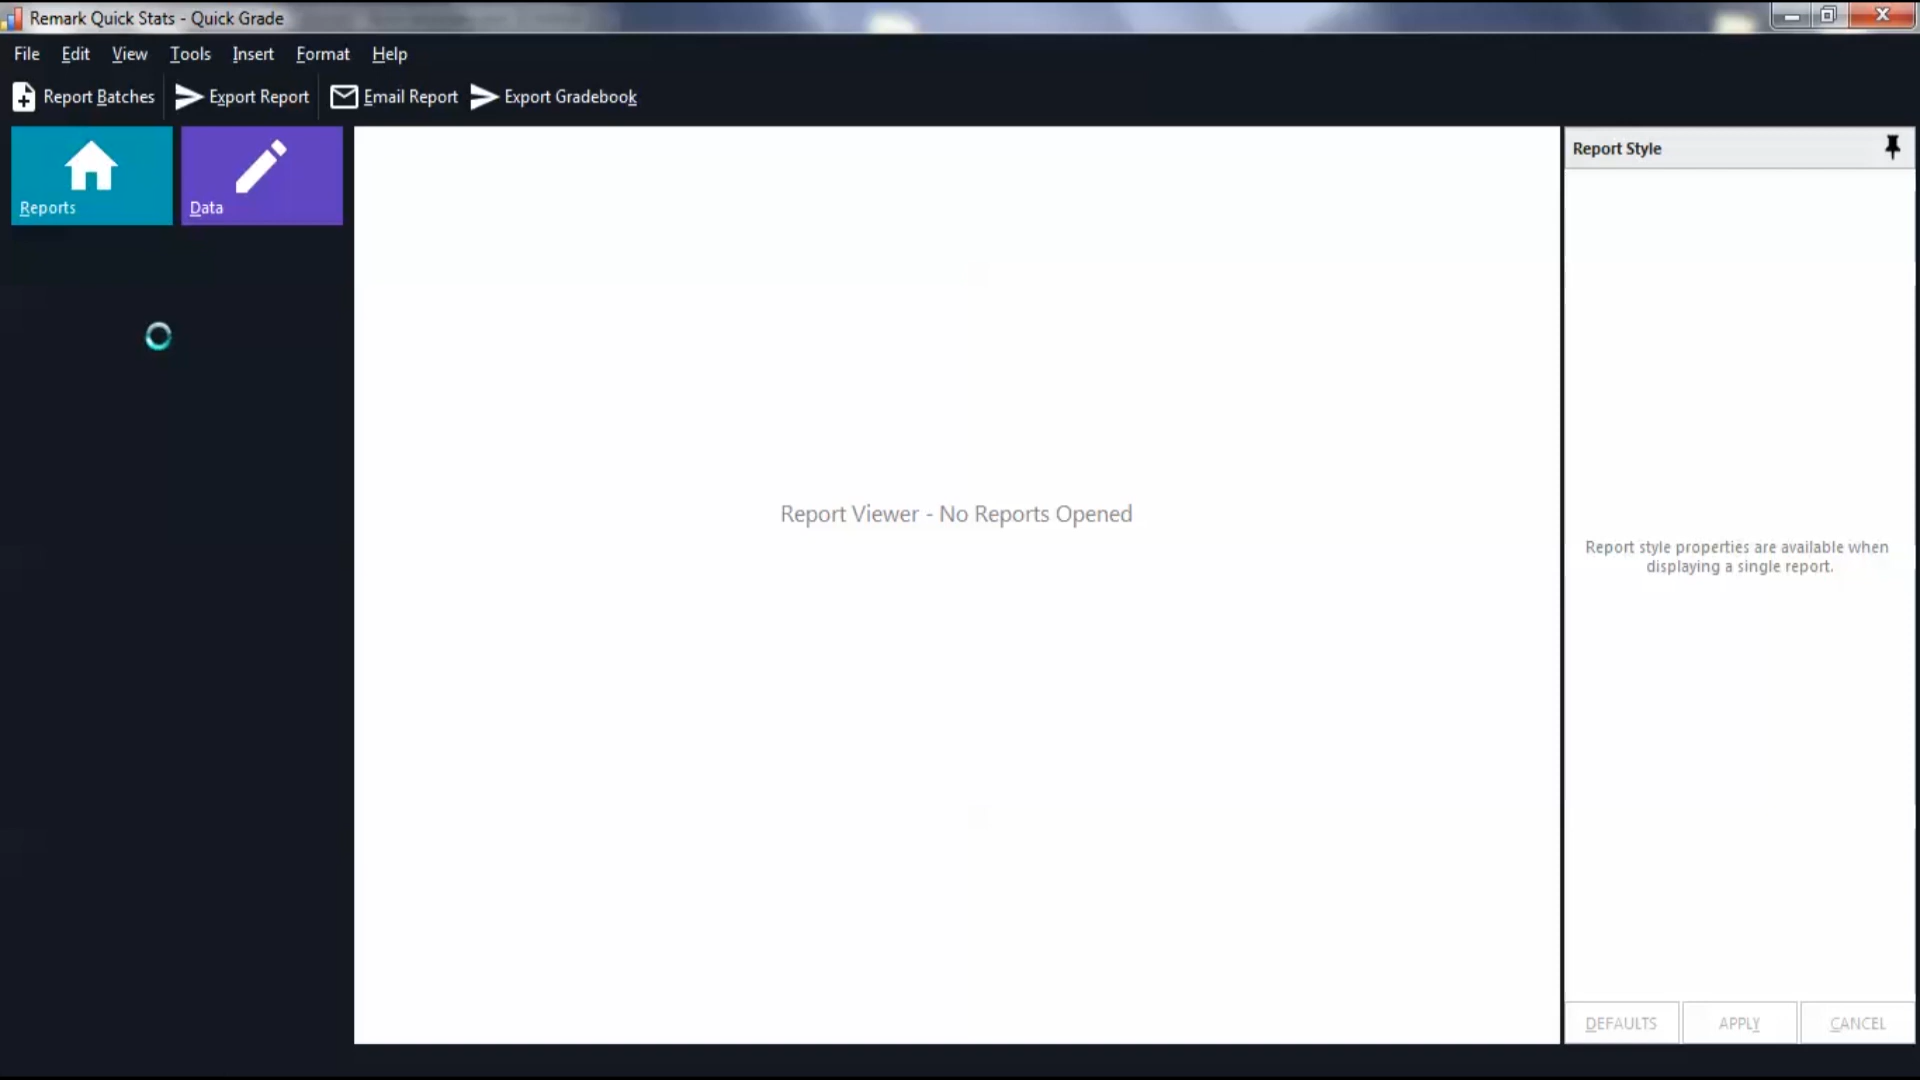 Remark Quick Stats - Quick Grade
File Edit View Tools Insert Format Help
Report Batches Export Report Email Report Export Gradebook
Reports Data
Report Style
Report Viewer - No Reports Opened
Report style properties are available when
displaying a single report.
DEFAULTS APPLY CANCEL